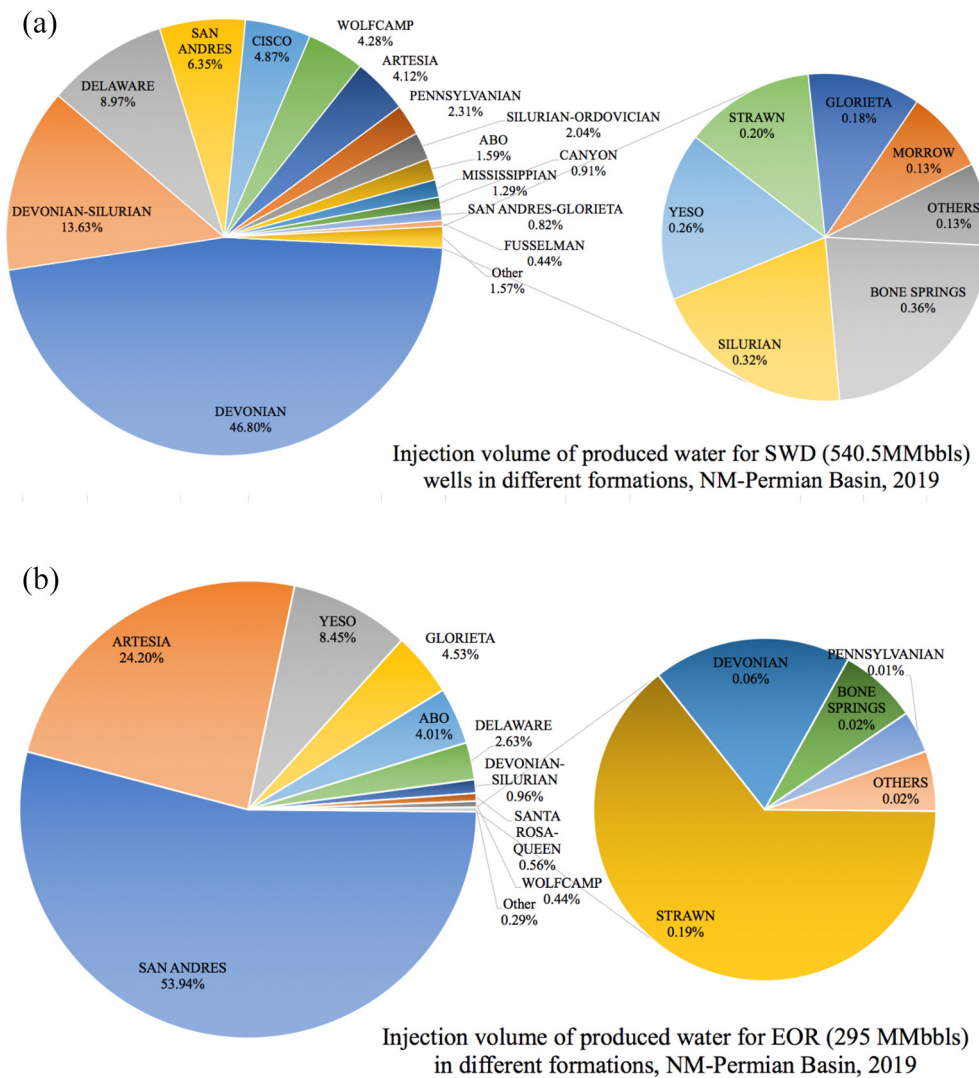 (a)
SAN
ANDRES
6.35%
CISCO
4.87%
WOLFCAMP
4.28%
ARTESIA
4.12%
PENNSYLVANIAN
2.31%
SILURIAN-ORDOVICIAN
2.04%
ABO
1.59%
CANYON
0.91%
MISSISSIPPIAN
1.29%
SAN ANDRES-GLORIETA
0.82%
FUSSELMAN
0.44%
Other
1.57%
DELAWARE
8.97%
DEVONIAN-SILURIAN
13.63%
DEVONIAN
46.80%
GLORIETA
0.18%
STRAWN
0.20%
MORROW
0.13%
OTHERS
0.13%
YESO
0.26%
BONE SPRINGS
0.36%
SILURIAN
0.32%
Injection volume of produced water for SWD (540.5MMbbls)
wells in different formations, NM-Permian Basin, 2019
(b)
ARTESIA
24.20%
YESO
8.45%
GLORIETA
4.53%
ABO
4.01%
DELAWARE
2.63%
DEVONIAN-
SILURIAN
0.96%
SANTA
ROSA-
QUEEN
0.56%
WOLFCAMP
0.44%
Other
0.29%
SAN ANDRES
53.94%
DEVONIAN
0.06%
PENNSYLVANIAN
0.01%
BONE
SPRINGS
0.02%
OTHERS
0.02%
STRAWN
0.19%
Injection volume of produced water for EOR (295 MMbbls)
in different formations, NM-Permian Basin, 2019